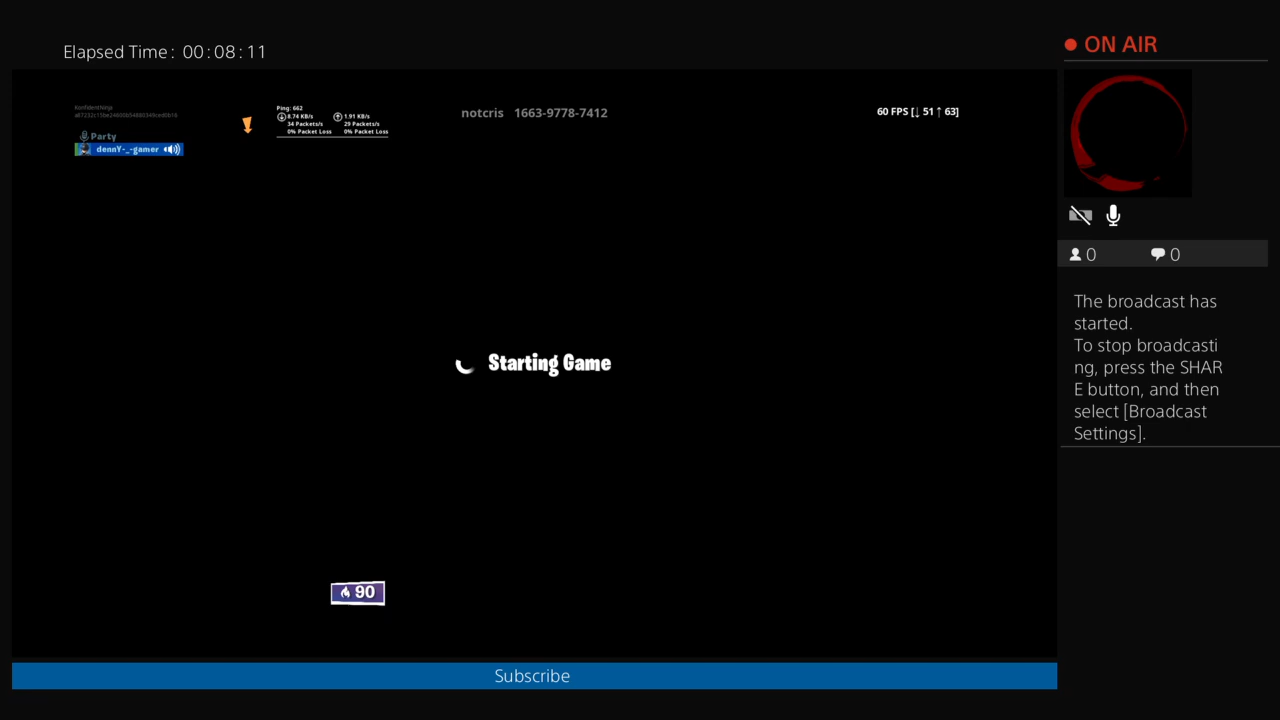 Elapsed Time: 00:08:11
ON AIR
KonfidentNinja
Ping: 662
8.74 KB/s 1.91 KB/s
34 Packets/s 29 Packets/s
0% Packet Loss 0% Packet Loss
notcris 1663-9778-7412
60 FPS [↓ 51 ↑ 63]
Party
dennY-_-gamer
0 0
The broadcast has
started.
To stop broadcasti
ng, press the SHAR
E button, and then
select [Broadcast
Settings].
Starting Game
90
Subscribe